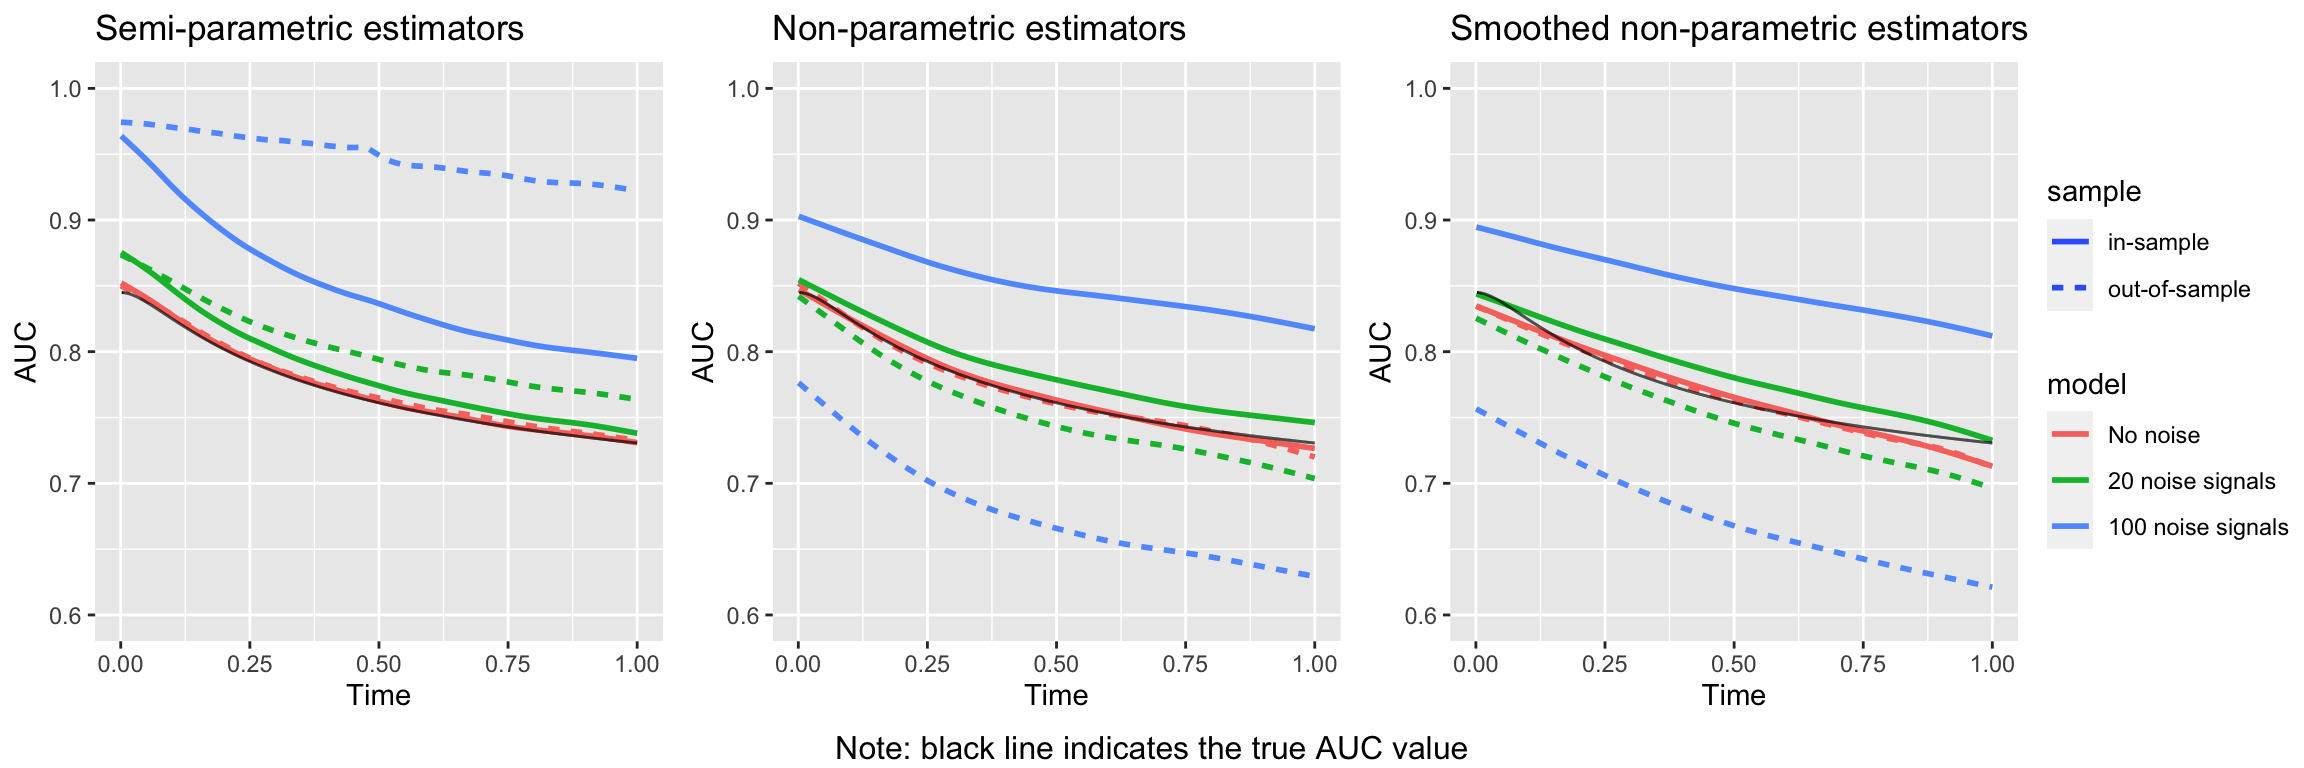 Semi-parametric estimators
Non-parametric estimators
Smoothed non-parametric estimators
AUC
1.0
0.9
0.8
0.7
0.6
0.00
0.25
0.50
0.75
1.00
Time
AUC
1.0
0.9
0.8
0.7
0.6
0.00
0.25
0.50
0.75
1.00
Time
AUC
1.0
0.9
0.8
0.7
0.6
0.00
0.25
0.50
0.75
1.00
Time
sample
in-sample
out-of-sample
model
No noise
20 noise signals
100 noise signals
Note: black line indicates the true AUC value